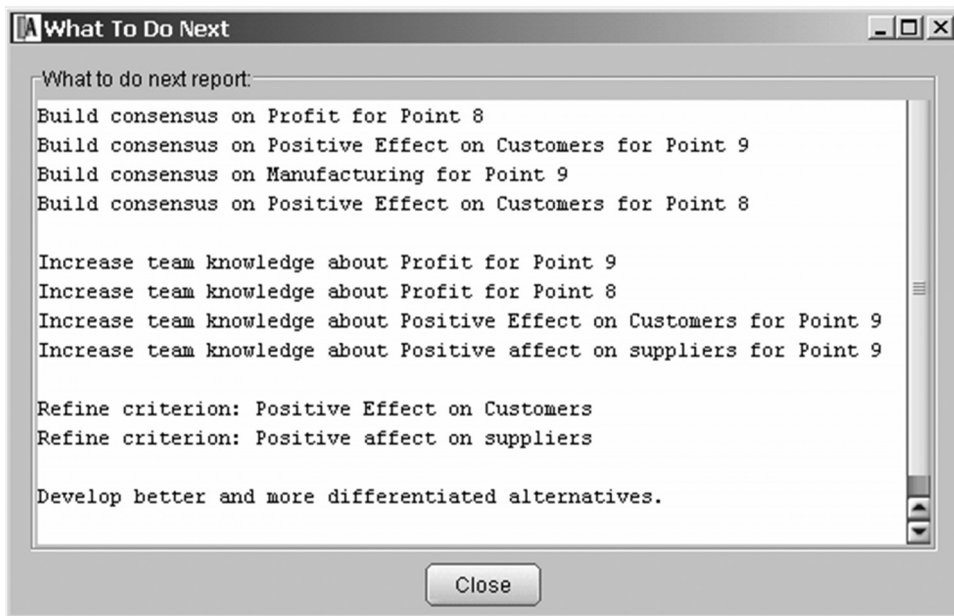 What To Do Next
What to do next report:
Build consensus on Profit for Point 8
Build consensus on Positive Effect on Customers for Point 9
Build consensus on Manufacturing for Point 9
Build consensus on Positive Effect on Customers for Point 8
Increase team knowledge about Profit for Point 9
Increase team knowledge about Profit for Point 8
Increase team knowledge about Positive Effect on Customers for Point 9
Increase team knowledge about Positive affect on suppliers for Point 9
Refine criterion: Positive Effect on Customers
Refine criterion: Positive affect on suppliers
Develop better and more differentiated alternatives.
Close